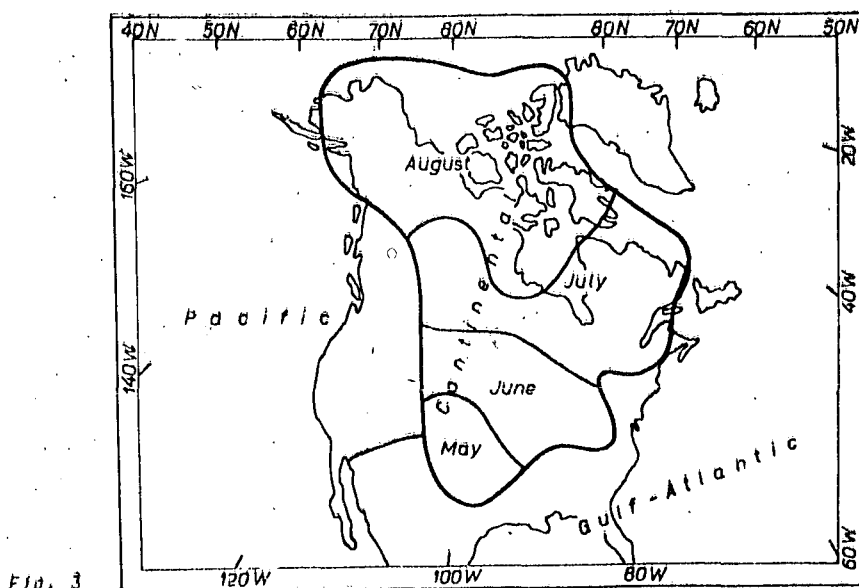 40N 50N 60N 70N 80N 80N 70N 60N 50N
20W
160W
August
July
40W
Pacific
Continental
140W
June
May
Gulf-Atlantic
60W
120W 100W 80W
Fig. 3